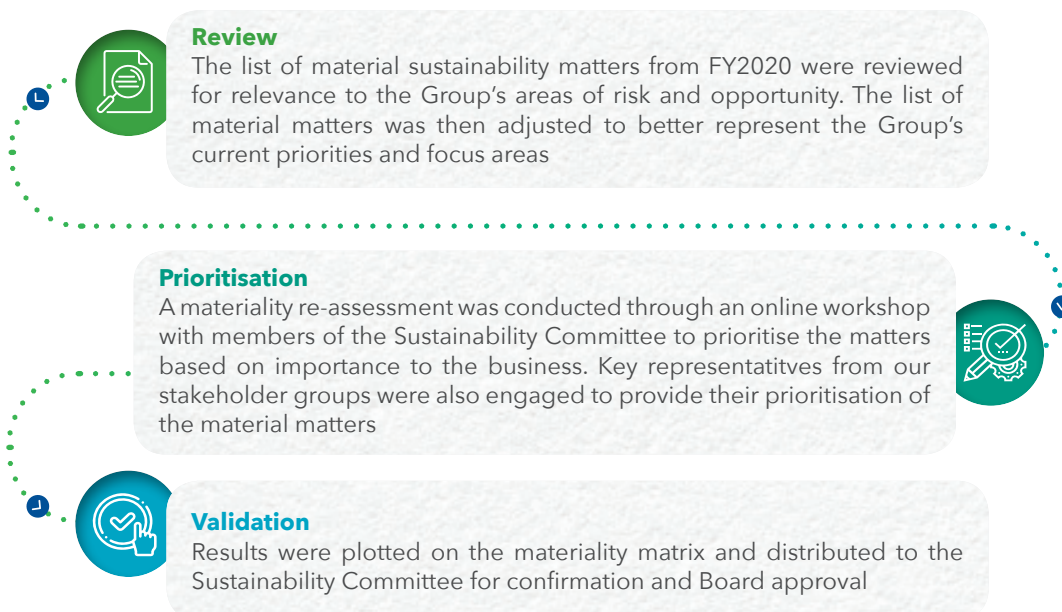 Review
The list of material sustainability matters from FY2020 were reviewed
for relevance to the Group's areas of risk and opportunity. The list of
material matters was then adjusted to better represent the Group's
current priorities and focus areas
Prioritisation
A materiality re-assessment was conducted through an online workshop
with members of the Sustainability Committee to prioritise the matters
based on importance to the business. Key representatitves from our
stakeholder groups were also engaged to provide their prioritisation of
the material matters
Validation
Results were plotted on the materiality matrix and distributed to the
Sustainability Committee for confirmation and Board approval